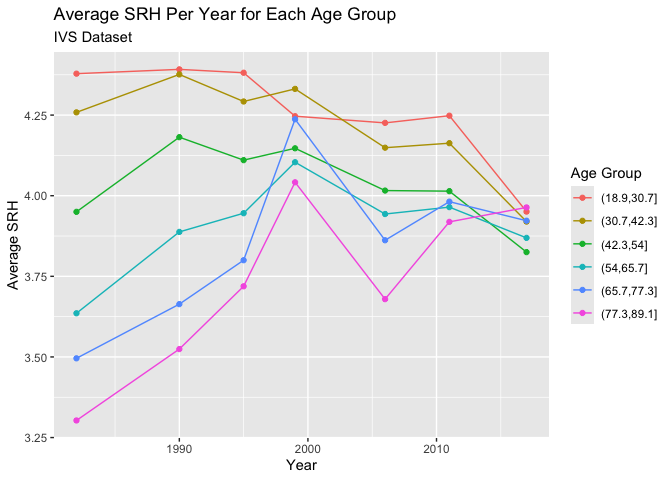 Average SRH Per Year for Each Age Group
IVS Dataset
4.25
4.00
3.75
3.50
3.25
Average SRH
1990
2000
2010
Year
Age Group
(18.9,30.7]
(30.7,42.3]
(42.3,54]
(54,65.7]
(65.7,77.3]
(77.3,89.1]